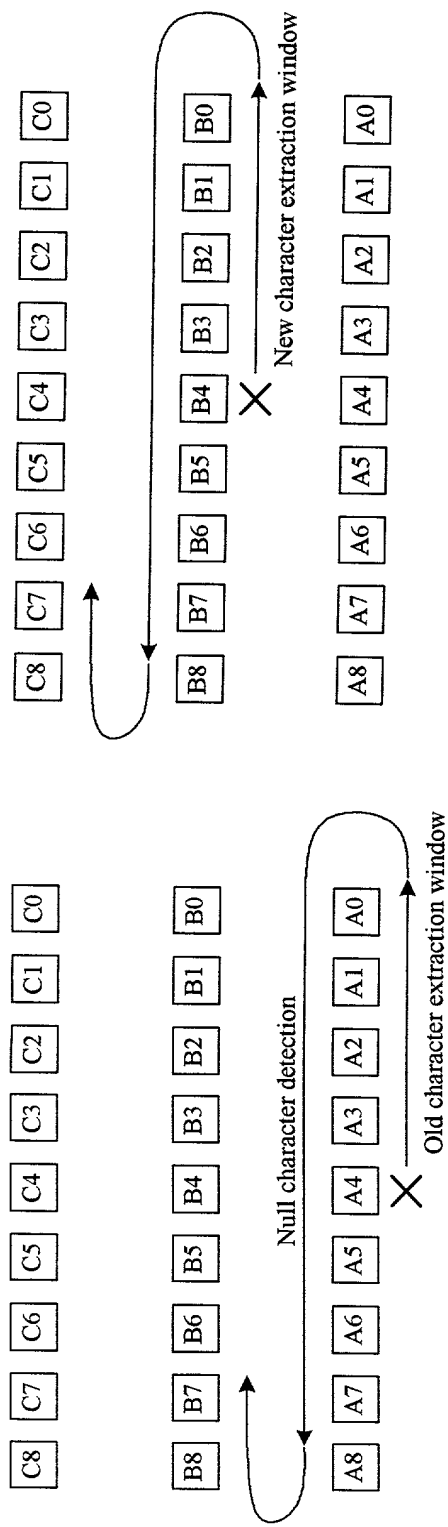 C8 C7 C6 C5 C4 C3 C2 C1 C0
B8 B7 B6 B5 B4 B3 B2 B1 B0
Null character detection
A8 A7 A6 A5 A4 A3 A2 A1 A0
Old character extraction window
C8 C7 C6 C5 C4 C3 C2 C1 C0
B8 B7 B6 B5 B4 B3 B2 B1 B0
New character extraction window
A8 A7 A6 A5 A4 A3 A2 A1 A0